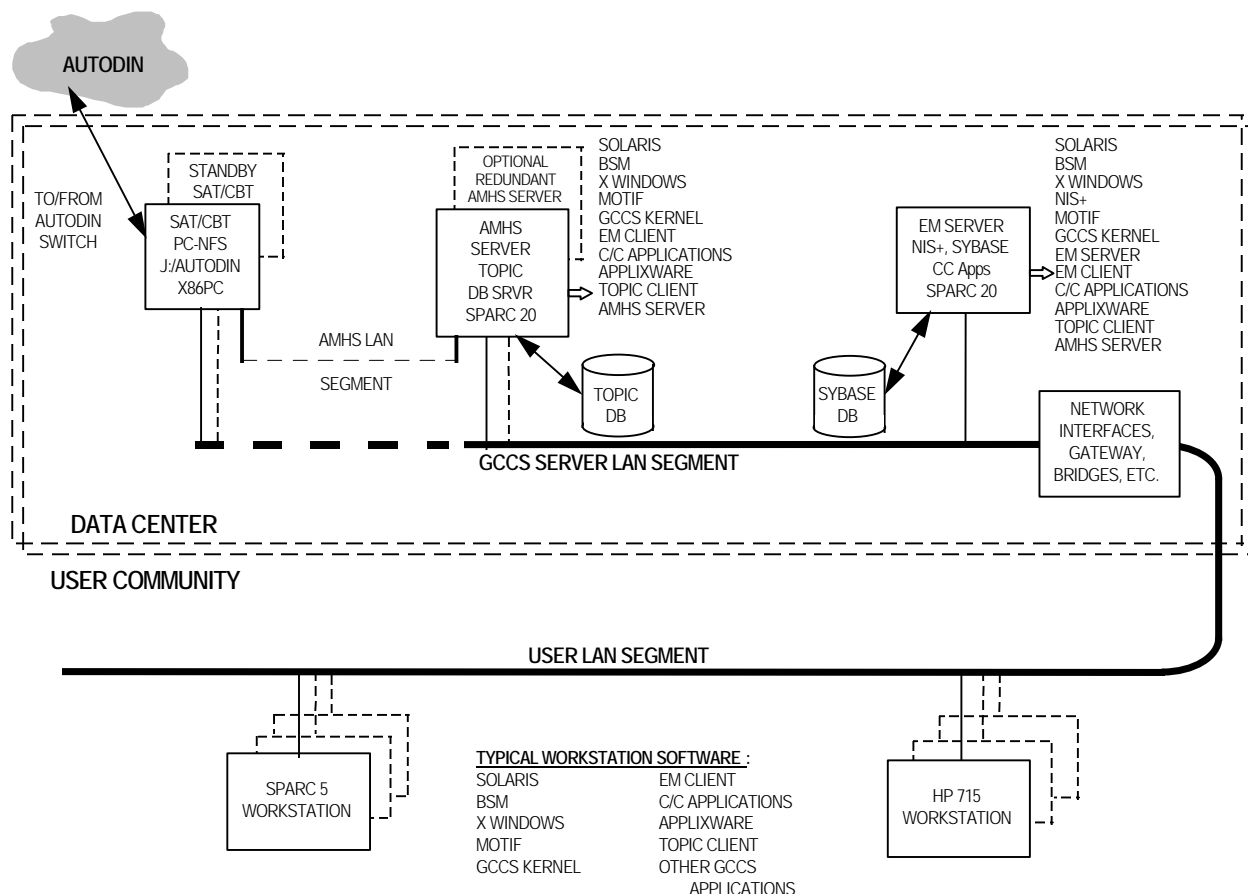 AUTODIN
TO/FROM
AUTODIN
SWITCH
STANDBY
SAT/CBT
SAT/CBT
PC-NFS
J:/AUTODIN
X86PC
OPTIONAL
REDUNDANT
AMHS SERVER
AMHS
SERVER
TOPIC
DB SRVR
SPARC 20
SOLARIS
BSM
X WINDOWS
MOTIF
GCCS KERNEL
EM CLIENT
C/C APPLICATIONS
APPLIXWARE
TOPIC CLIENT
AMHS SERVER
EM SERVER
NIS+, SYBASE
CC Apps
SPARC 20
SOLARIS
BSM
X WINDOWS
NIS+
MOTIF
GCCS KERNEL
EM SERVER
EM CLIENT
C/C APPLICATIONS
APPLIXWARE
TOPIC CLIENT
AMHS SERVER
AMHS LAN
SEGMENT
TOPIC
DB
SYBASE
DB
NETWORK
INTERFACES,
GATEWAY,
BRIDGES, ETC.
GCCS SERVER LAN SEGMENT
DATA CENTER
USER COMMUNITY
USER LAN SEGMENT
SPARC 5
WORKSTATION
TYPICAL WORKSTATION SOFTWARE :
SOLARIS
BSM
X WINDOWS
MOTIF
GCCS KERNEL
EM CLIENT
C/C APPLICATIONS
APPLIXWARE
TOPIC CLIENT
OTHER GCCS
APPLICATIONS
HP 715
WORKSTATION